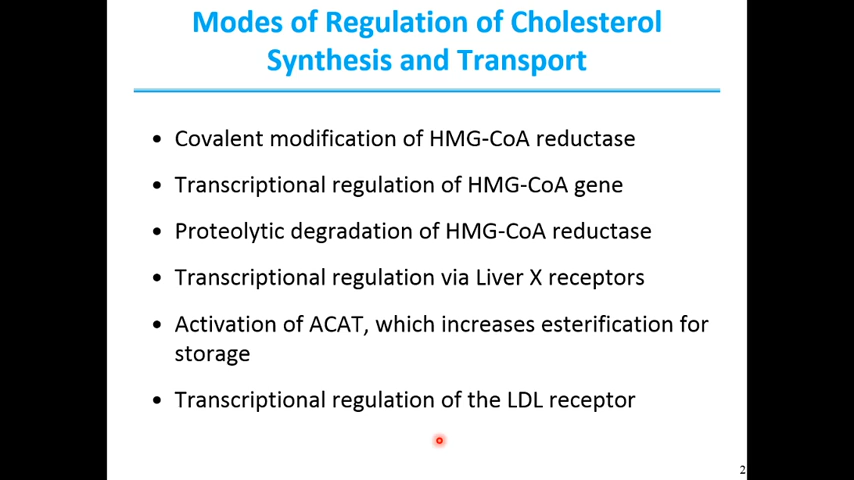 Modes of Regulation of Cholesterol
Synthesis and Transport
• Covalent modification of HMG-CoA reductase
• Transcriptional regulation of HMG-CoA gene
• Proteolytic degradation of HMG-CoA reductase
• Transcriptional regulation via Liver X receptors
• Activation of ACAT, which increases esterification for
storage
• Transcriptional regulation of the LDL receptor
2